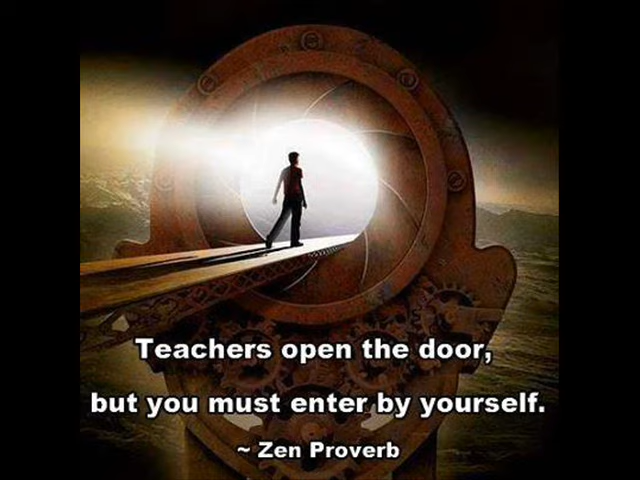 Teachers open the door,
but you must enter by yourself.
~ Zen Proverb